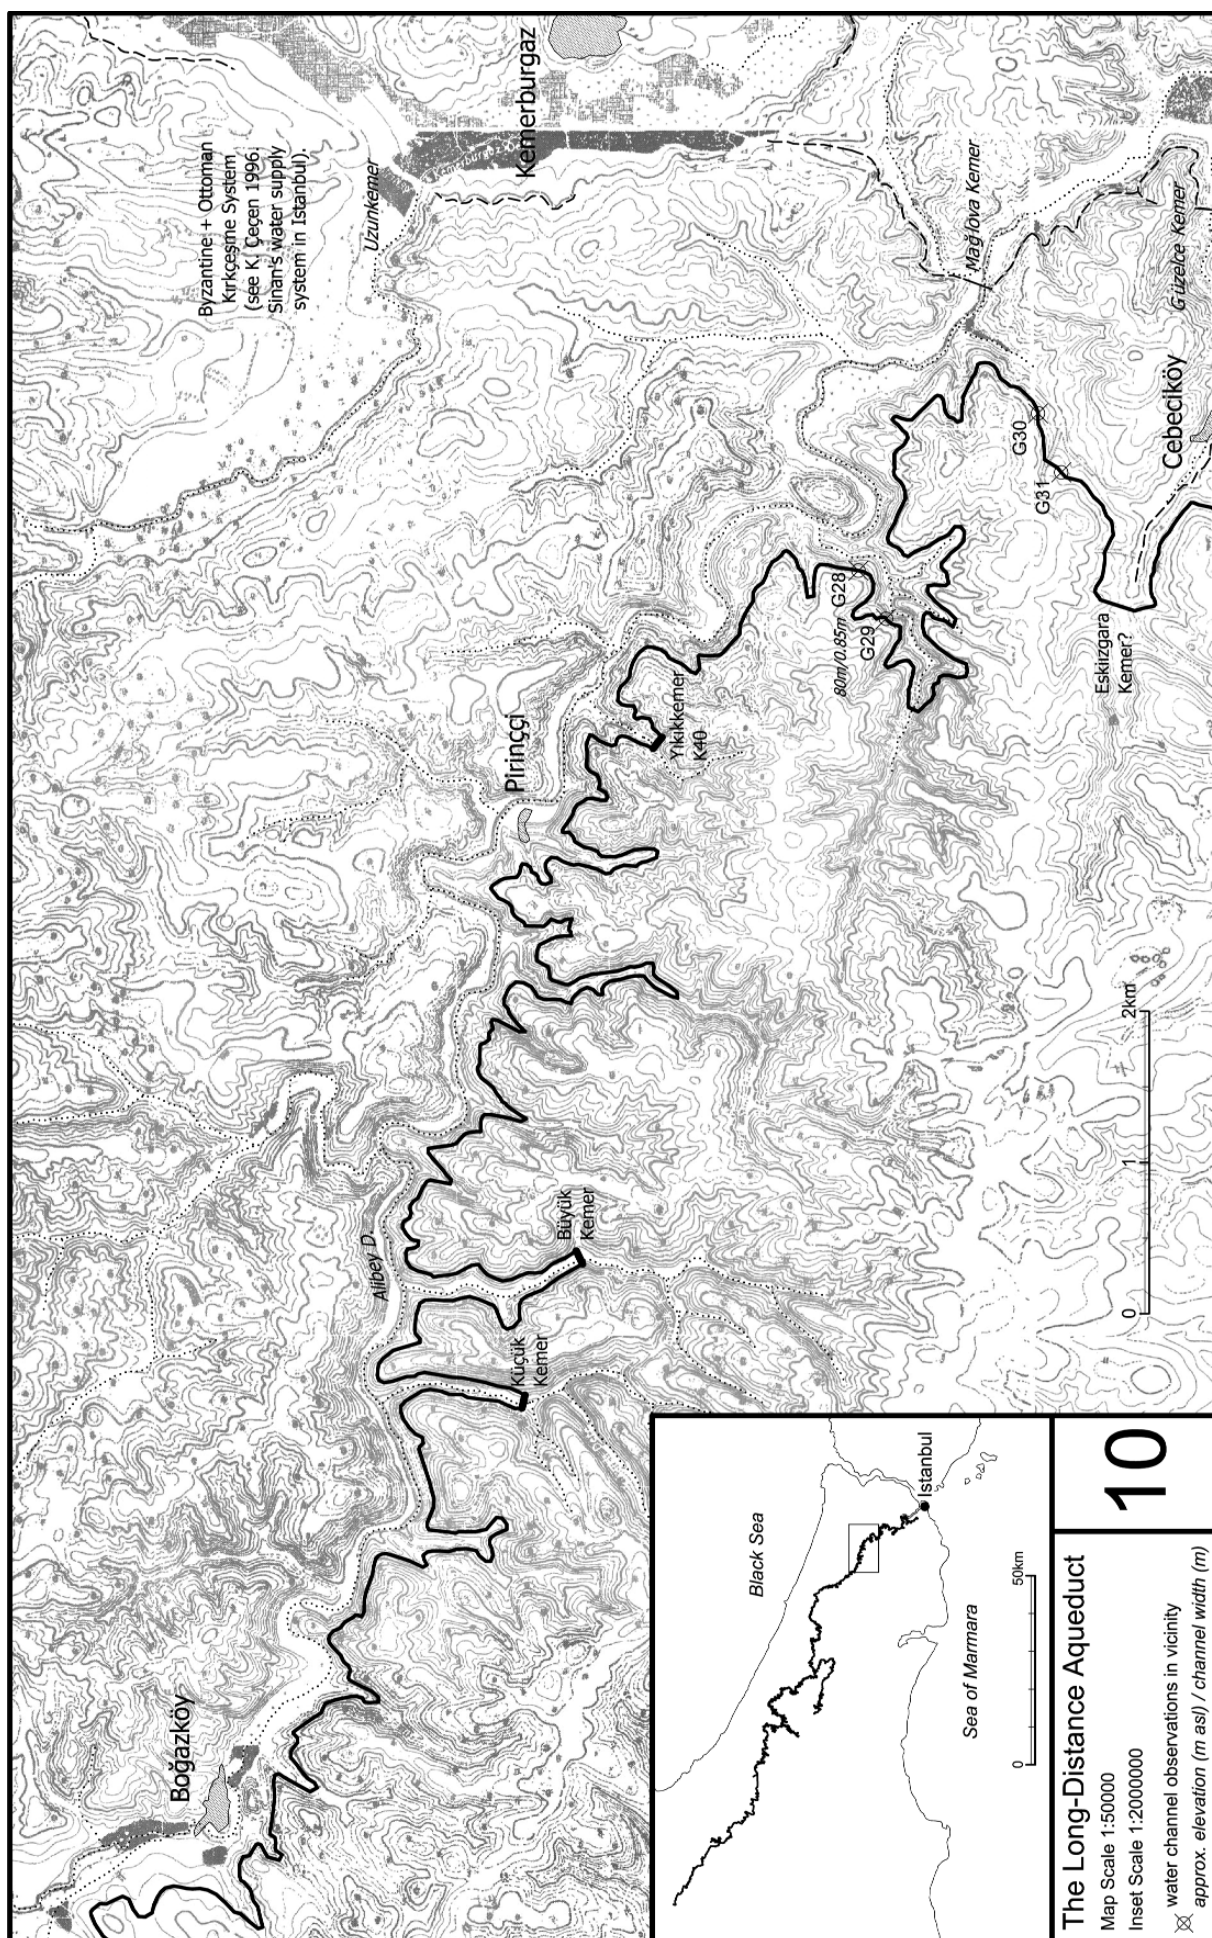 Boğazköy
Küçük
Kemer
Büyük
Kemer
Alibey D.
Pirinççi
Yıkıkkemer
K40
Byzantine + Ottoman
Kırkçeşme System
(see K. Çeçen 1996.
Sinan's water supply
system in Istanbul).
Uzunkemer
Kemerburgaz
Mağlova Kemer
Güzelce Kemer
Cebeciköy
80m/0.85m
G28
G29
G30
G31
Eskiızgara
Kemer?
0
1
2km
Black Sea
Istanbul
Sea of Marmara
0
50km
The Long-Distance Aqueduct
Map Scale 1:50000
Inset Scale 1:2000000
water channel observations in vicinity
approx. elevation (m asl) / channel width (m)
10